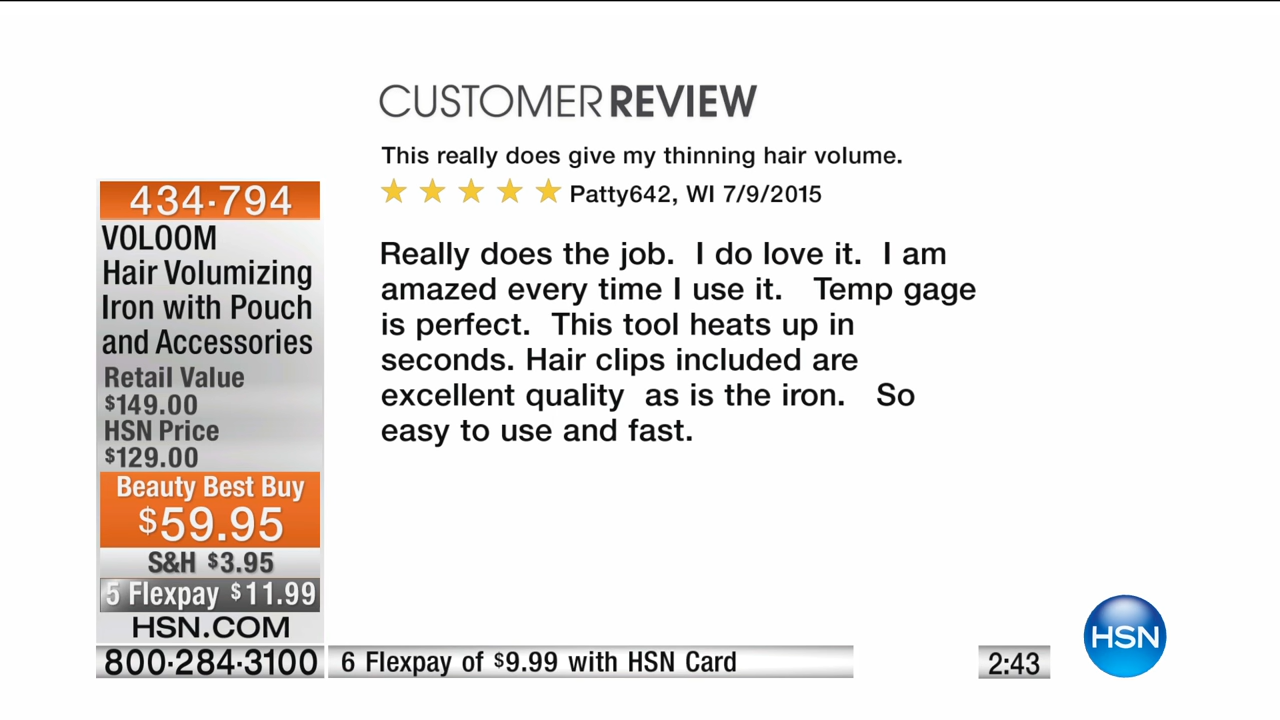 CUSTOMER REVIEW
This really does give my thinning hair volume.
Patty642, WI 7/9/2015
Really does the job. I do love it. I am
amazed every time I use it. Temp gage
is perfect. This tool heats up in
seconds. Hair clips included are
excellent quality as is the iron. So
easy to use and fast.
434·794
VOLOOM
Hair Volumizing
Iron with Pouch
and Accessories
Retail Value
$149.00
HSN Price
$129.00
Beauty Best Buy
$59.95
S&H $3.95
5 Flexpay $11.99
HSN.COM
800·284·3100
6 Flexpay of $9.99 with HSN Card
2:43
HSN